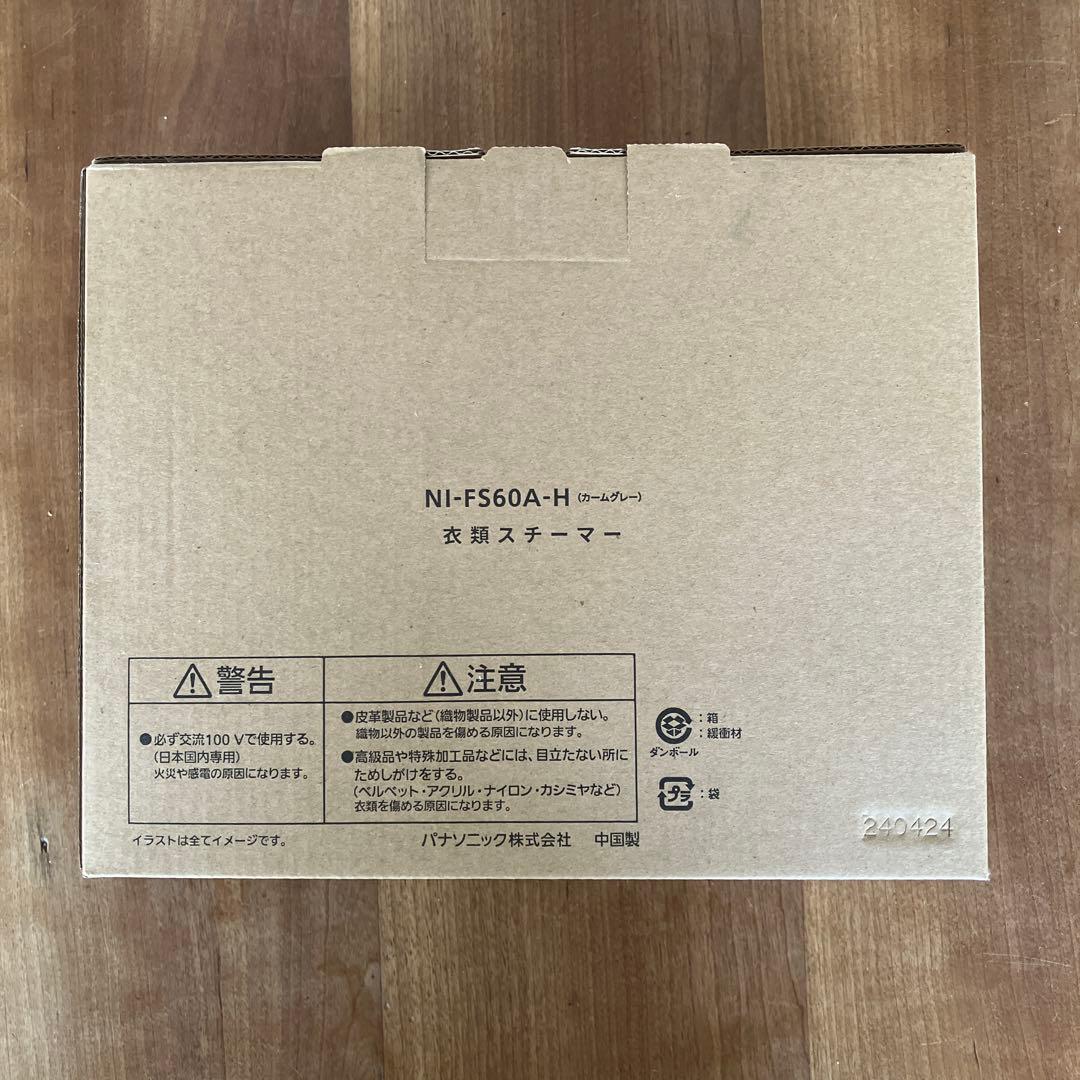 NI-FS60A-H (カームグレー)
衣類スチーマー
⚠警告
●必ず交流100 Vで使用する。
(日本国内専用)
火災や感電の原因になります。
⚠注意
●皮革製品など(織物製品以外)に使用しない。
織物以外の製品を傷める原因になります。
●高級品や特殊加工品などには、目立たない所に
ためしがけをする。
(ベルベット・アクリル・ナイロン・カシミヤなど)
衣類を傷める原因になります。
イラストは全てイメージです。
パナソニック株式会社 中国製
:箱
:緩衝材
ダンボール
プラ
:袋
240424